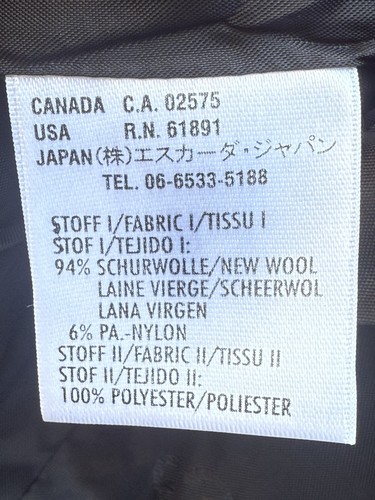 CANADA C.A. 02575
USA R.N. 61891
JAPAN(株)エスカーダ・ジャパン
TEL. 06-6533-5188
STOFF I/FABRIC I/TISSU I
STOF I/TEJIDO I:
94% SCHURWOLLE/NEW WOOL
LAINE VIERGE/SCHEERWOL
LANA VIRGEN
6% PA.-NYLON
STOFF II/FABRIC II/TISSU II
STOF II/TEJIDO II:
100% POLYESTER/POLIESTER